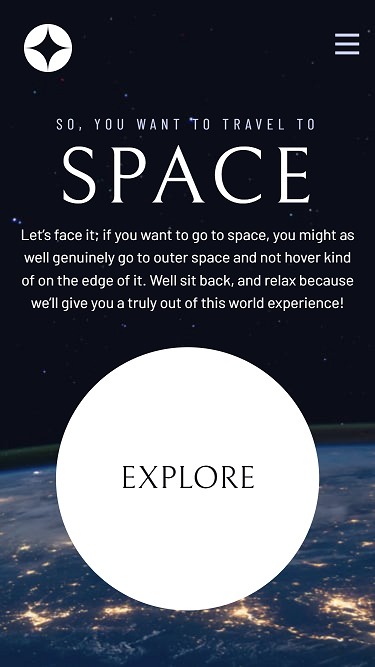 SO, YOU WANT TO TRAVEL TO
SPACE
Let’s face it; if you want to go to space, you might as
well genuinely go to outer space and not hover kind
of on the edge of it. Well sit back, and relax because
we’ll give you a truly out of this world experience!
EXPLORE